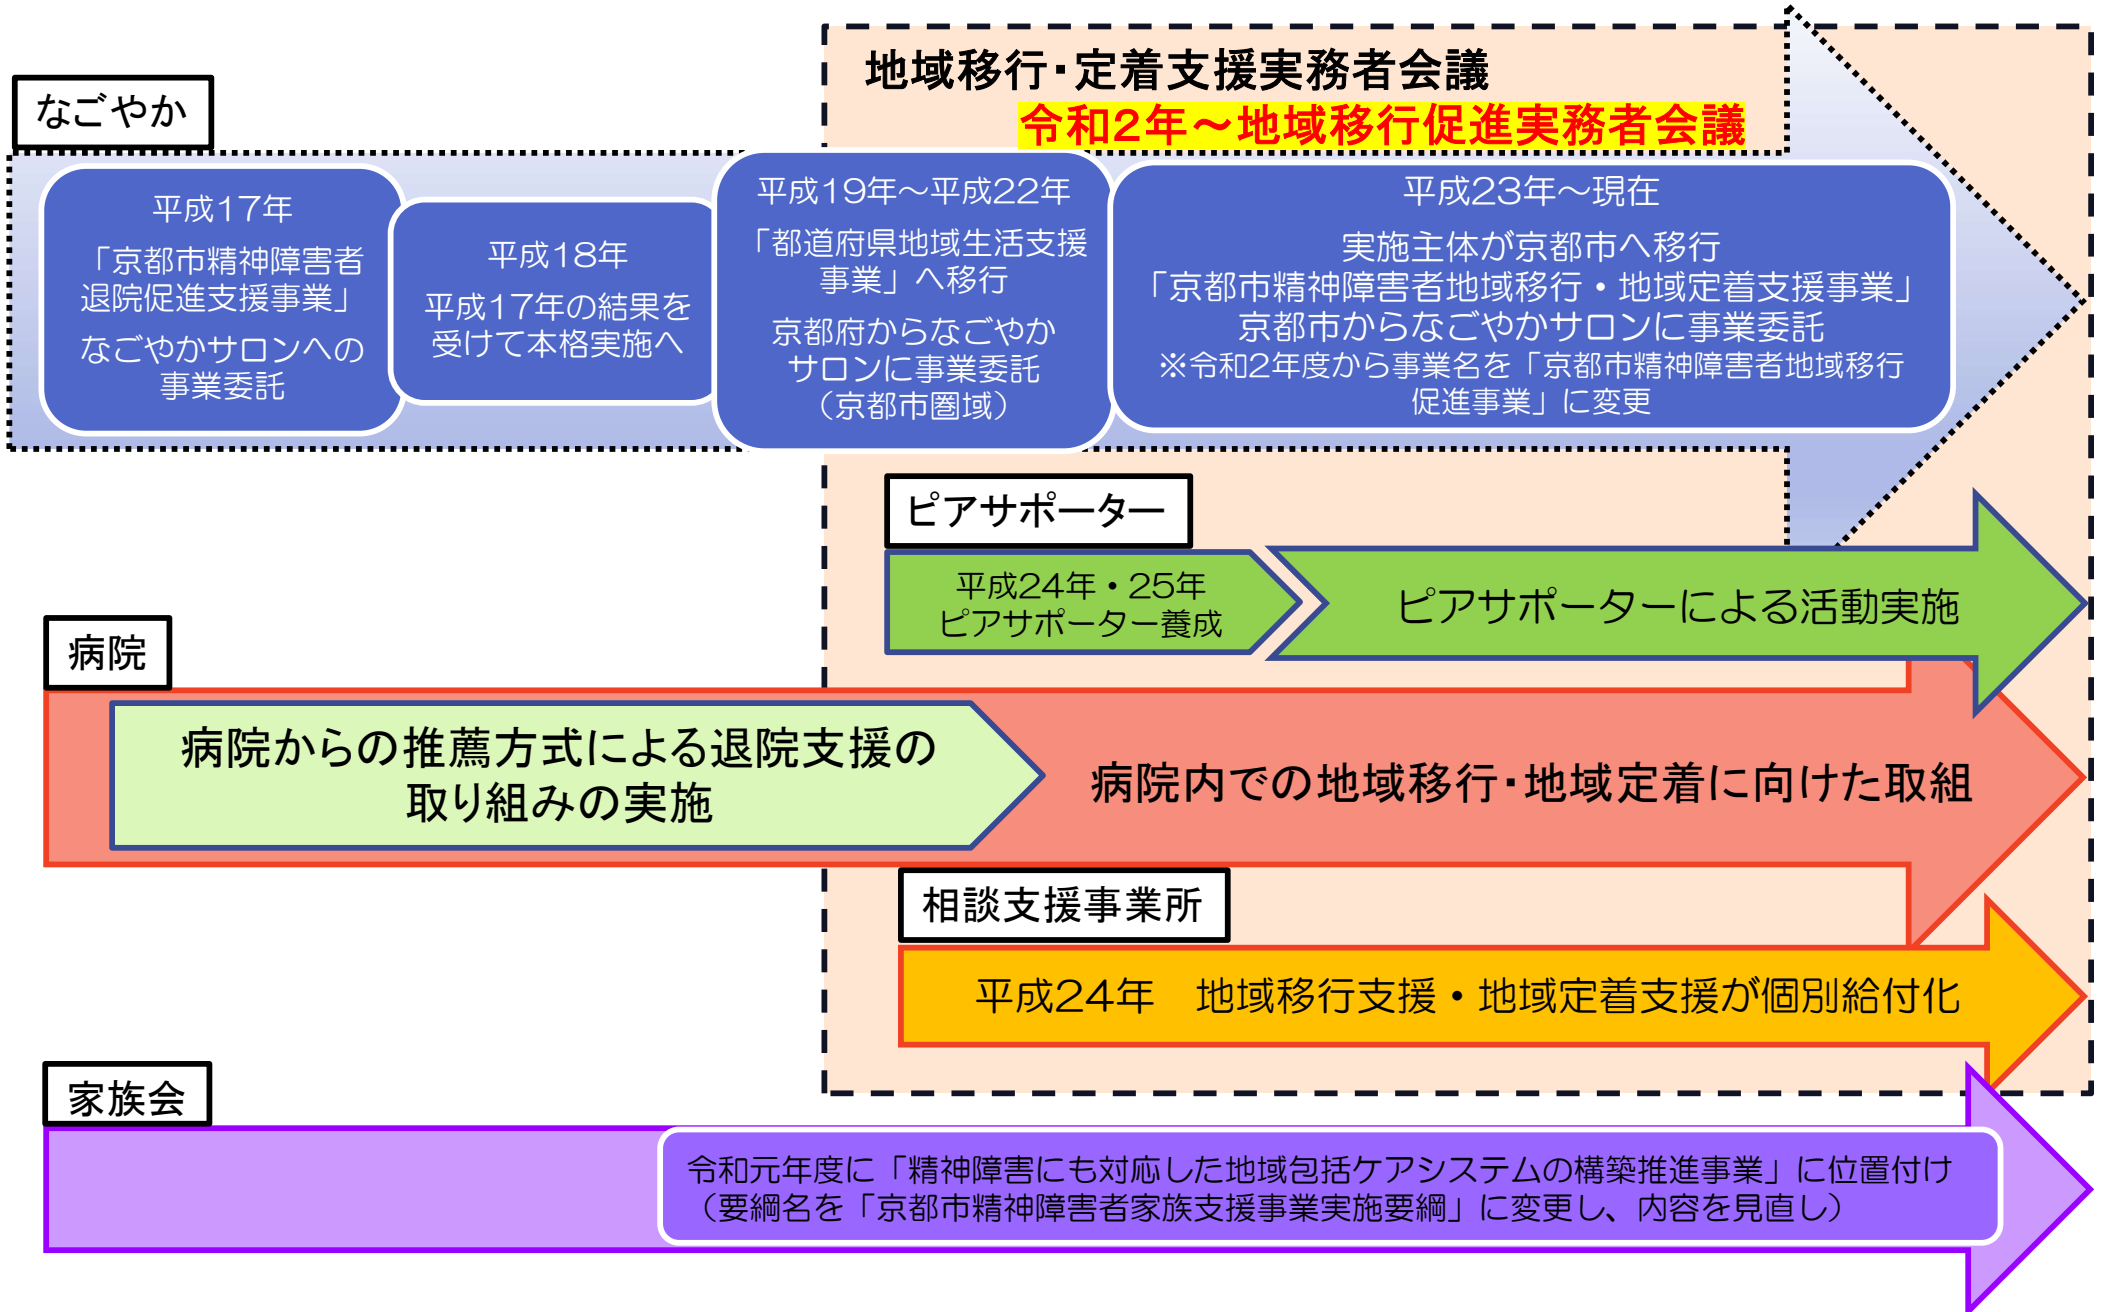 地域移行・定着支援実務者会議
令和2年～地域移行促進実務者会議
なごやか
平成17年
「京都市精神障害者
退院促進支援事業」
なごやかサロンへの
事業委託
平成18年
平成17年の結果を
受けて本格実施へ
平成19年～平成22年
「都道府県地域生活支援
事業」へ移行
京都府からなごやか
サロンに事業委託
（京都市圏域）
平成23年～現在
実施主体が京都市へ移行
「京都市精神障害者地域移行・地域定着支援事業」
京都市からなごやかサロンに事業委託
※令和2年度から事業名を「京都市精神障害者地域移行
促進事業」に変更
ピアサポーター
平成24年・25年
ピアサポーター養成
ピアサポーターによる活動実施
病院
病院からの推薦方式による退院支援の
取り組みの実施
病院内での地域移行・地域定着に向けた取組
相談支援事業所
平成24年　地域移行支援・地域定着支援が個別給付化
家族会
令和元年度に「精神障害にも対応した地域包括ケアシステムの構築推進事業」に位置付け
（要綱名を「京都市精神障害者家族支援事業実施要綱」に変更し、内容を見直し）